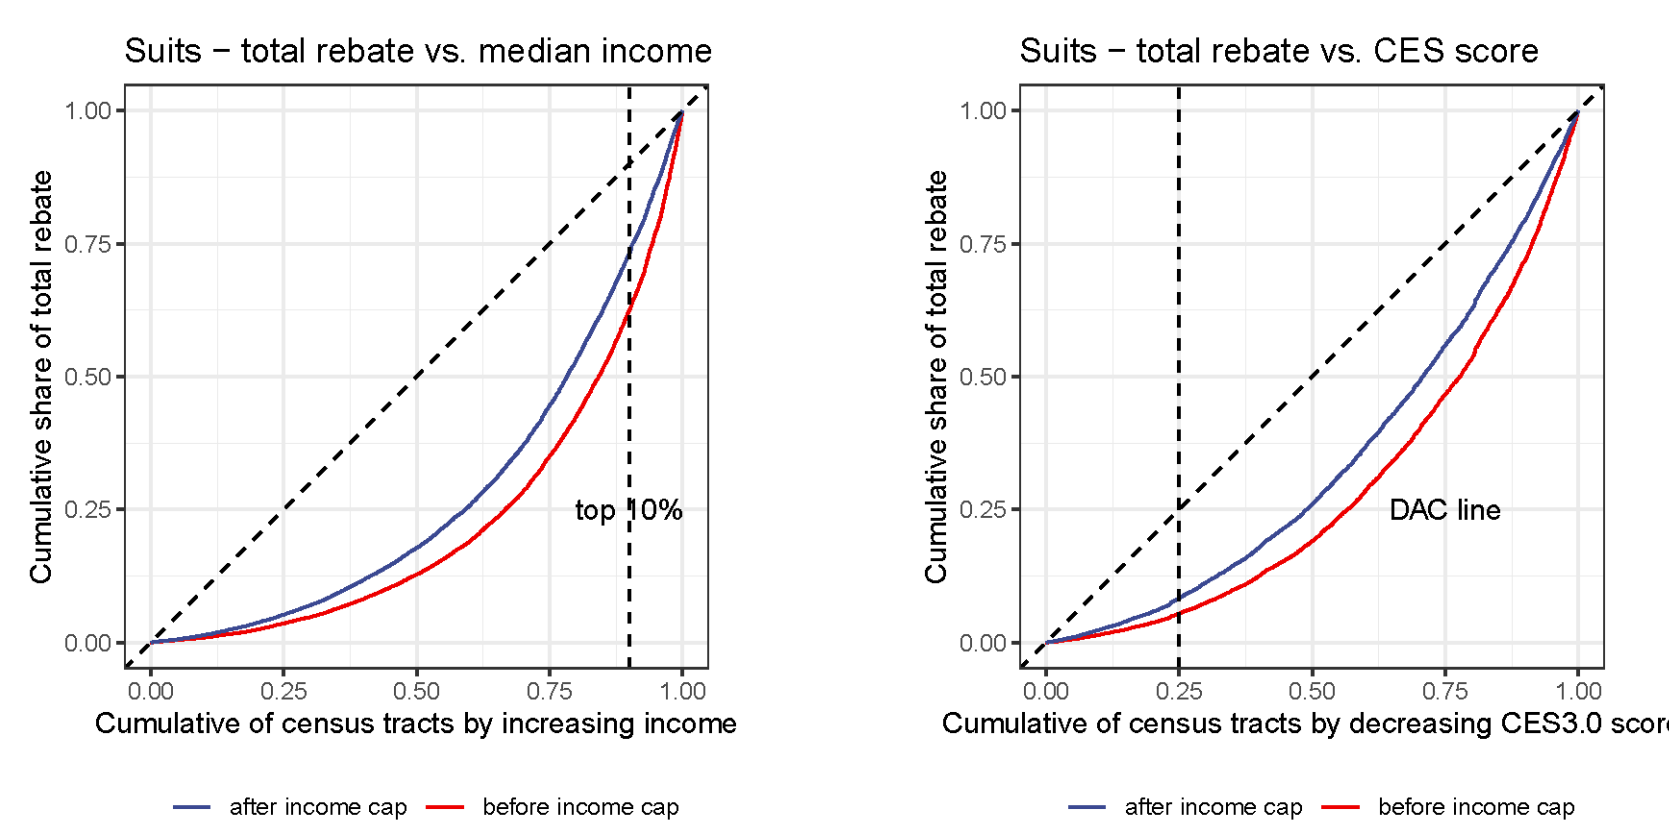 Suits − total rebate vs. median income
Cumulative share of total rebate
1.00
0.75
0.50
0.25
0.00
top 10%
0.00 0.25 0.50 0.75 1.00
Cumulative of census tracts by increasing income
after income cap before income cap
Suits − total rebate vs. CES score
Cumulative share of total rebate
1.00
0.75
0.50
0.25
0.00
DAC line
0.00 0.25 0.50 0.75 1.00
Cumulative of census tracts by decreasing CES3.0 score
after income cap before income cap